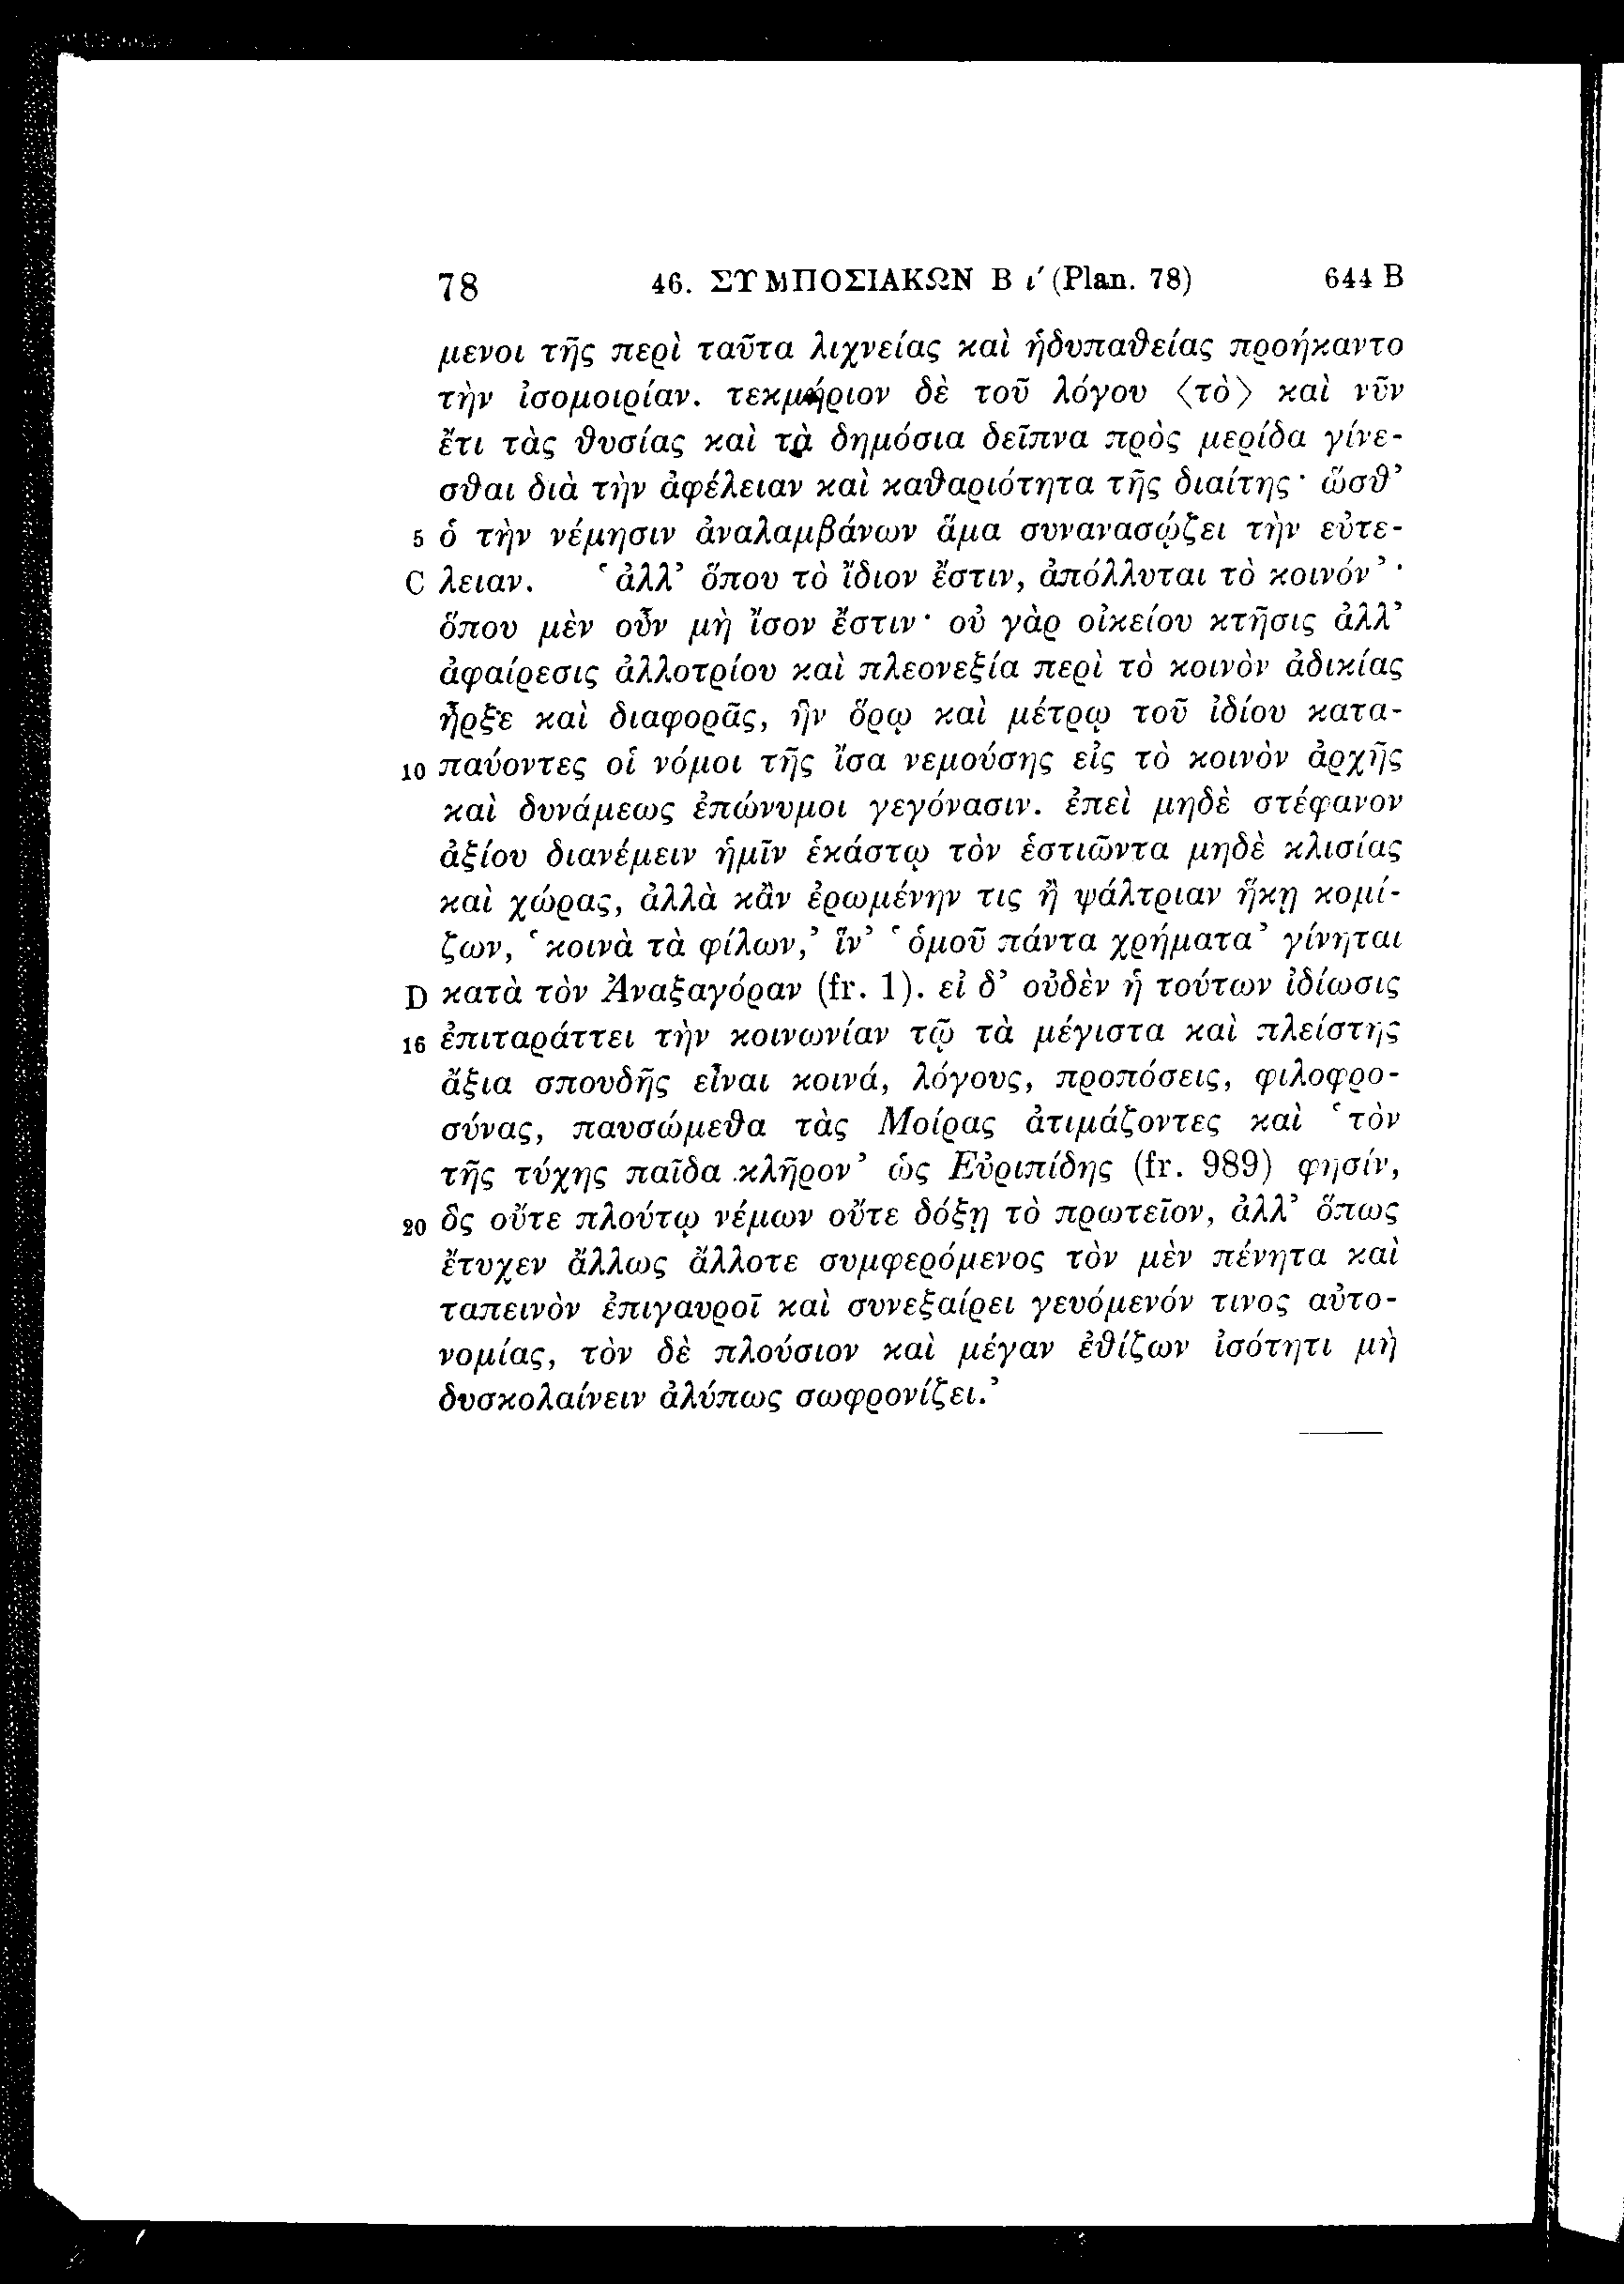 78 46. ΣΥΜΠΟΣΙΑΚΩΝ Β ι´ (Plan. 78) 644 B
μενοι τῆς περὶ ταῦτα λιχνείας καὶ ἡδυπαθείας προήκαντο
τὴν ἰσομοιρίαν. τεκμήριον δὲ τοῦ λόγου 〈τὸ〉 καὶ νῦν
ἔτι τὰς θυσίας καὶ τὰ δημόσια δεῖπνα πρὸς μερίδα γίνε-
σθαι διὰ τὴν ἀφέλειαν καὶ καθαριότητα τῆς διαίτης· ὥσθ’
5 ὁ τὴν νέμησιν ἀναλαμβάνων ἅμα συνανασῴζει τὴν εὐτε-
C λειαν. ‘ἀλλ’ ὅπου τὸ ἴδιον ἔστιν, ἀπόλλυται τὸ κοινόν’·
ὅπου μὲν οὖν μὴ ἴσον ἔστιν· οὐ γὰρ οἰκείου κτῆσις ἀλλ’
ἀφαίρεσις ἀλλοτρίου καὶ πλεονεξία περὶ τὸ κοινὸν ἀδικίας
ἦρξε καὶ διαφορᾶς, ἣν ὅρῳ καὶ μέτρῳ τοῦ ἰδίου κατα-
10 παύοντες οἱ νόμοι τῆς ἴσα νεμούσης εἰς τὸ κοινὸν ἀρχῆς
καὶ δυνάμεως ἐπώνυμοι γεγόνασιν. ἐπεὶ μηδὲ στέφανον
ἀξίου διανέμειν ἡμῖν ἑκάστῳ τὸν ἑστιῶντα μηδὲ κλισίας
καὶ χώρας, ἀλλὰ κἂν ἐρωμένην τις ἢ ψάλτριαν ἥκῃ κομί-
ζων, ‘κοινὰ τὰ φίλων,’ ἵν’ ‘ὁμοῦ πάντα χρήματα’ γίνηται
D κατὰ τὸν Ἀναξαγόραν (fr. 1). εἰ δ’ οὐδὲν ἡ τούτων ἰδίωσις
16 ἐπιταράττει τὴν κοινωνίαν τῷ τὰ μέγιστα καὶ πλείστης
ἄξια σπουδῆς εἶναι κοινά, λόγους, προπόσεις, φιλοφρο-
σύνας, παυσώμεθα τὰς Μοίρας ἀτιμάζοντες καὶ ‘τὸν
τῆς τύχης παῖδα κλῆρον’ ὡς Εὐριπίδης (fr. 989) φησίν,
20 ὃς οὔτε πλούτῳ νέμων οὔτε δόξῃ τὸ πρωτεῖον, ἀλλ’ ὅπως
ἔτυχεν ἄλλως ἄλλοτε συμφερόμενος τὸν μὲν πένητα καὶ
ταπεινὸν ἐπιγαυροῖ καὶ συνεξαίρει γευόμενόν τινος αὐτο-
νομίας, τὸν δὲ πλούσιον καὶ μέγαν ἐθίζων ἰσότητι μὴ
δυσκολαίνειν ἀλύπως σωφρονίζει.’